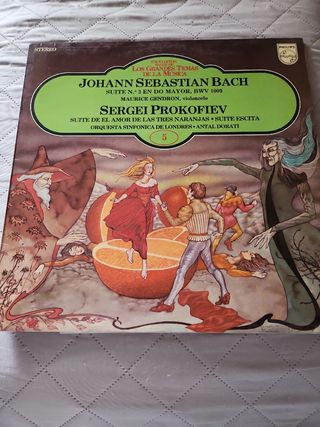 STEREO
LOS GRANDES TEMAS
DE LA MUSICA
PHILIPS
JOHANN SEBASTIAN BACH
SUITE N.º 3 EN DO MAYOR, BWV 1009
MAURICE GENDRON, violoncelo
SERGEI PROKOFIEV
SUITE DE EL AMOR DE LAS TRES NARANJAS • SUITE ESCITA
ORQUESTA SINFONICA DE LONDRES - ANTAL DORATI
5